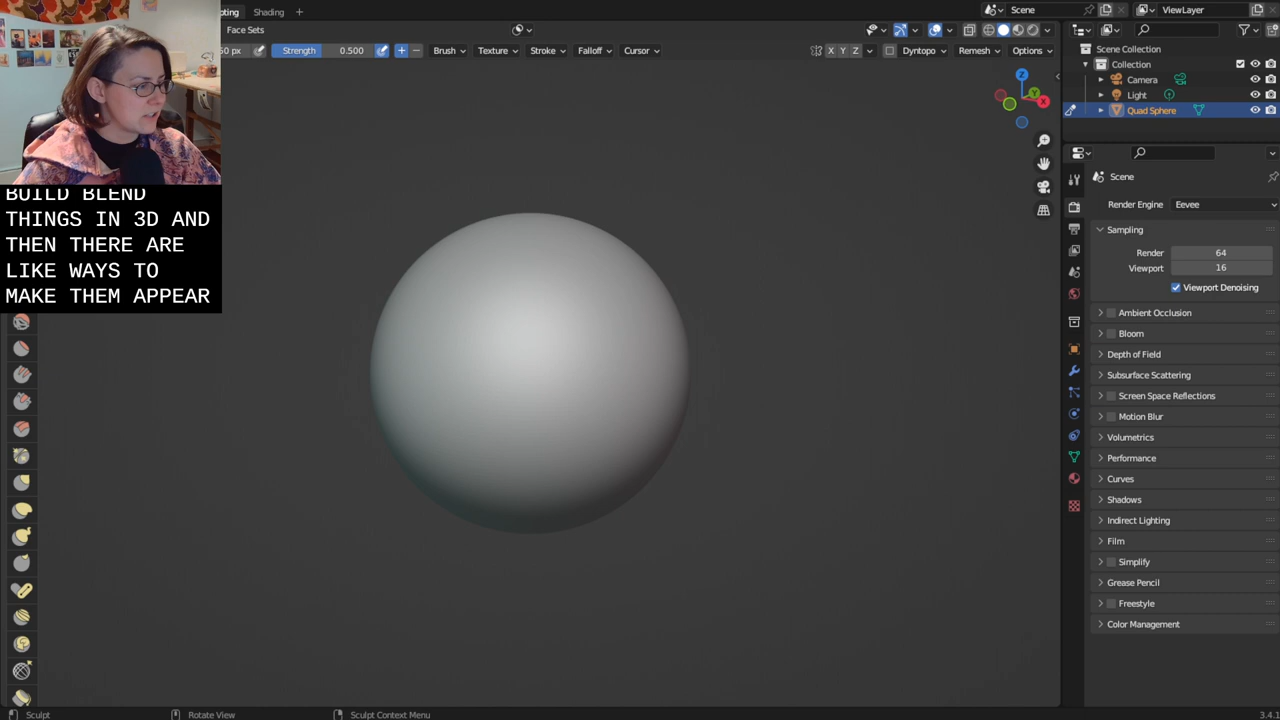 Shading +
Scene
ViewLayer
Face Sets
px Strength 0.500 + − Brush Texture Stroke Falloff Cursor X Y Z Dyntopo Remesh Options
Scene Collection
Collection
Camera
Light
Quad Sphere
Z
Y
X
Scene
Render Engine Eevee
Sampling
Render 64
Viewport 16
Viewport Denoising
Ambient Occlusion
Bloom
Depth of Field
Subsurface Scattering
Screen Space Reflections
Motion Blur
Volumetrics
Performance
Curves
Shadows
Indirect Lighting
Film
Simplify
Grease Pencil
Freestyle
Color Management
BUILD BLEND
THINGS IN 3D AND
THEN THERE ARE
LIKE WAYS TO
MAKE THEM APPEAR
Sculpt Rotate View Sculpt Context Menu